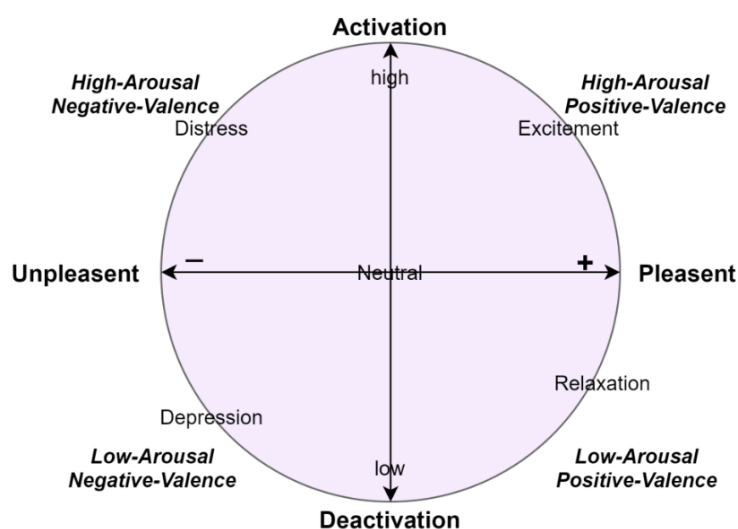 Activation
high
High-Arousal
Negative-Valence
Distress
High-Arousal
Positive-Valence
Excitement
Unpleasent
–
Neutral
+
Pleasent
Relaxation
Depression
Low-Arousal
Negative-Valence
low
Low-Arousal
Positive-Valence
Deactivation